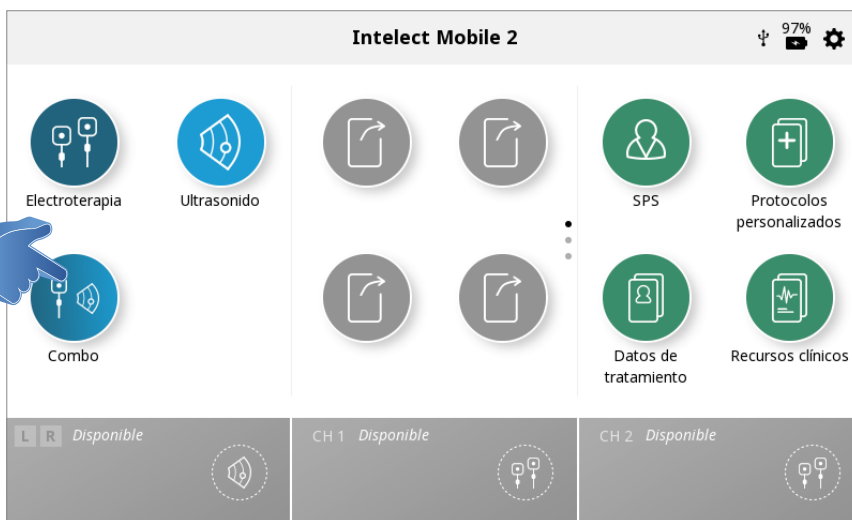 Intelect Mobile 2
97%
Electroterapia
Ultrasonido
SPS
Protocolos
personalizados
Combo
Datos de
tratamiento
Recursos clínicos
L R Disponible
CH 1 Disponible
CH 2 Disponible